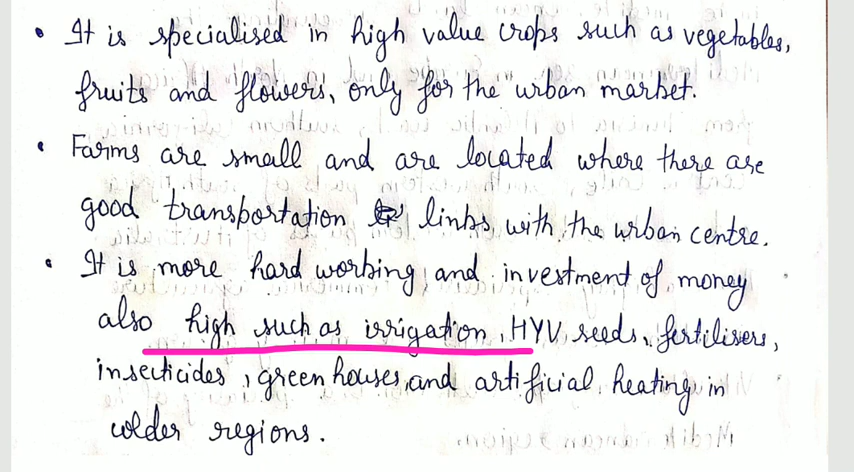 • It is specialised in high value crops such as vegetables,
fruits and flowers, only for the urban market.
• Farms are small and are located where there are
good transportation links with the urban centre.
• It is more hard working and investment of money
also high such as irrigation, HYV seeds, fertilisers,
insecticides, green houses and artificial heating in
colder regions.